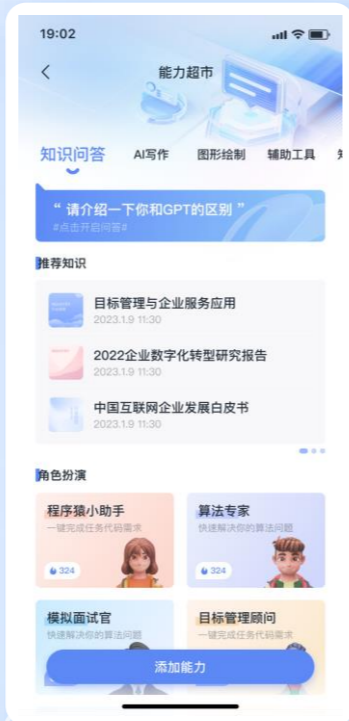 19:02
能力超市
知识问答 AI写作 图形绘制 辅助工具
“ 请介绍一下你和GPT的区别 ”
#点击开启问答#
推荐知识
目标管理与企业服务应用
2023.1.9 11:30
2022企业数字化转型研究报告
2023.1.9 11:30
中国互联网企业发展白皮书
2023.1.9 11:30
角色扮演
程序猿小助手
一键完成任务代码需求
324
算法专家
快速解决你的算法问题
324
模拟面试官
快速解决你的算法问题
目标管理顾问
一键完成任务代码需求
添加能力